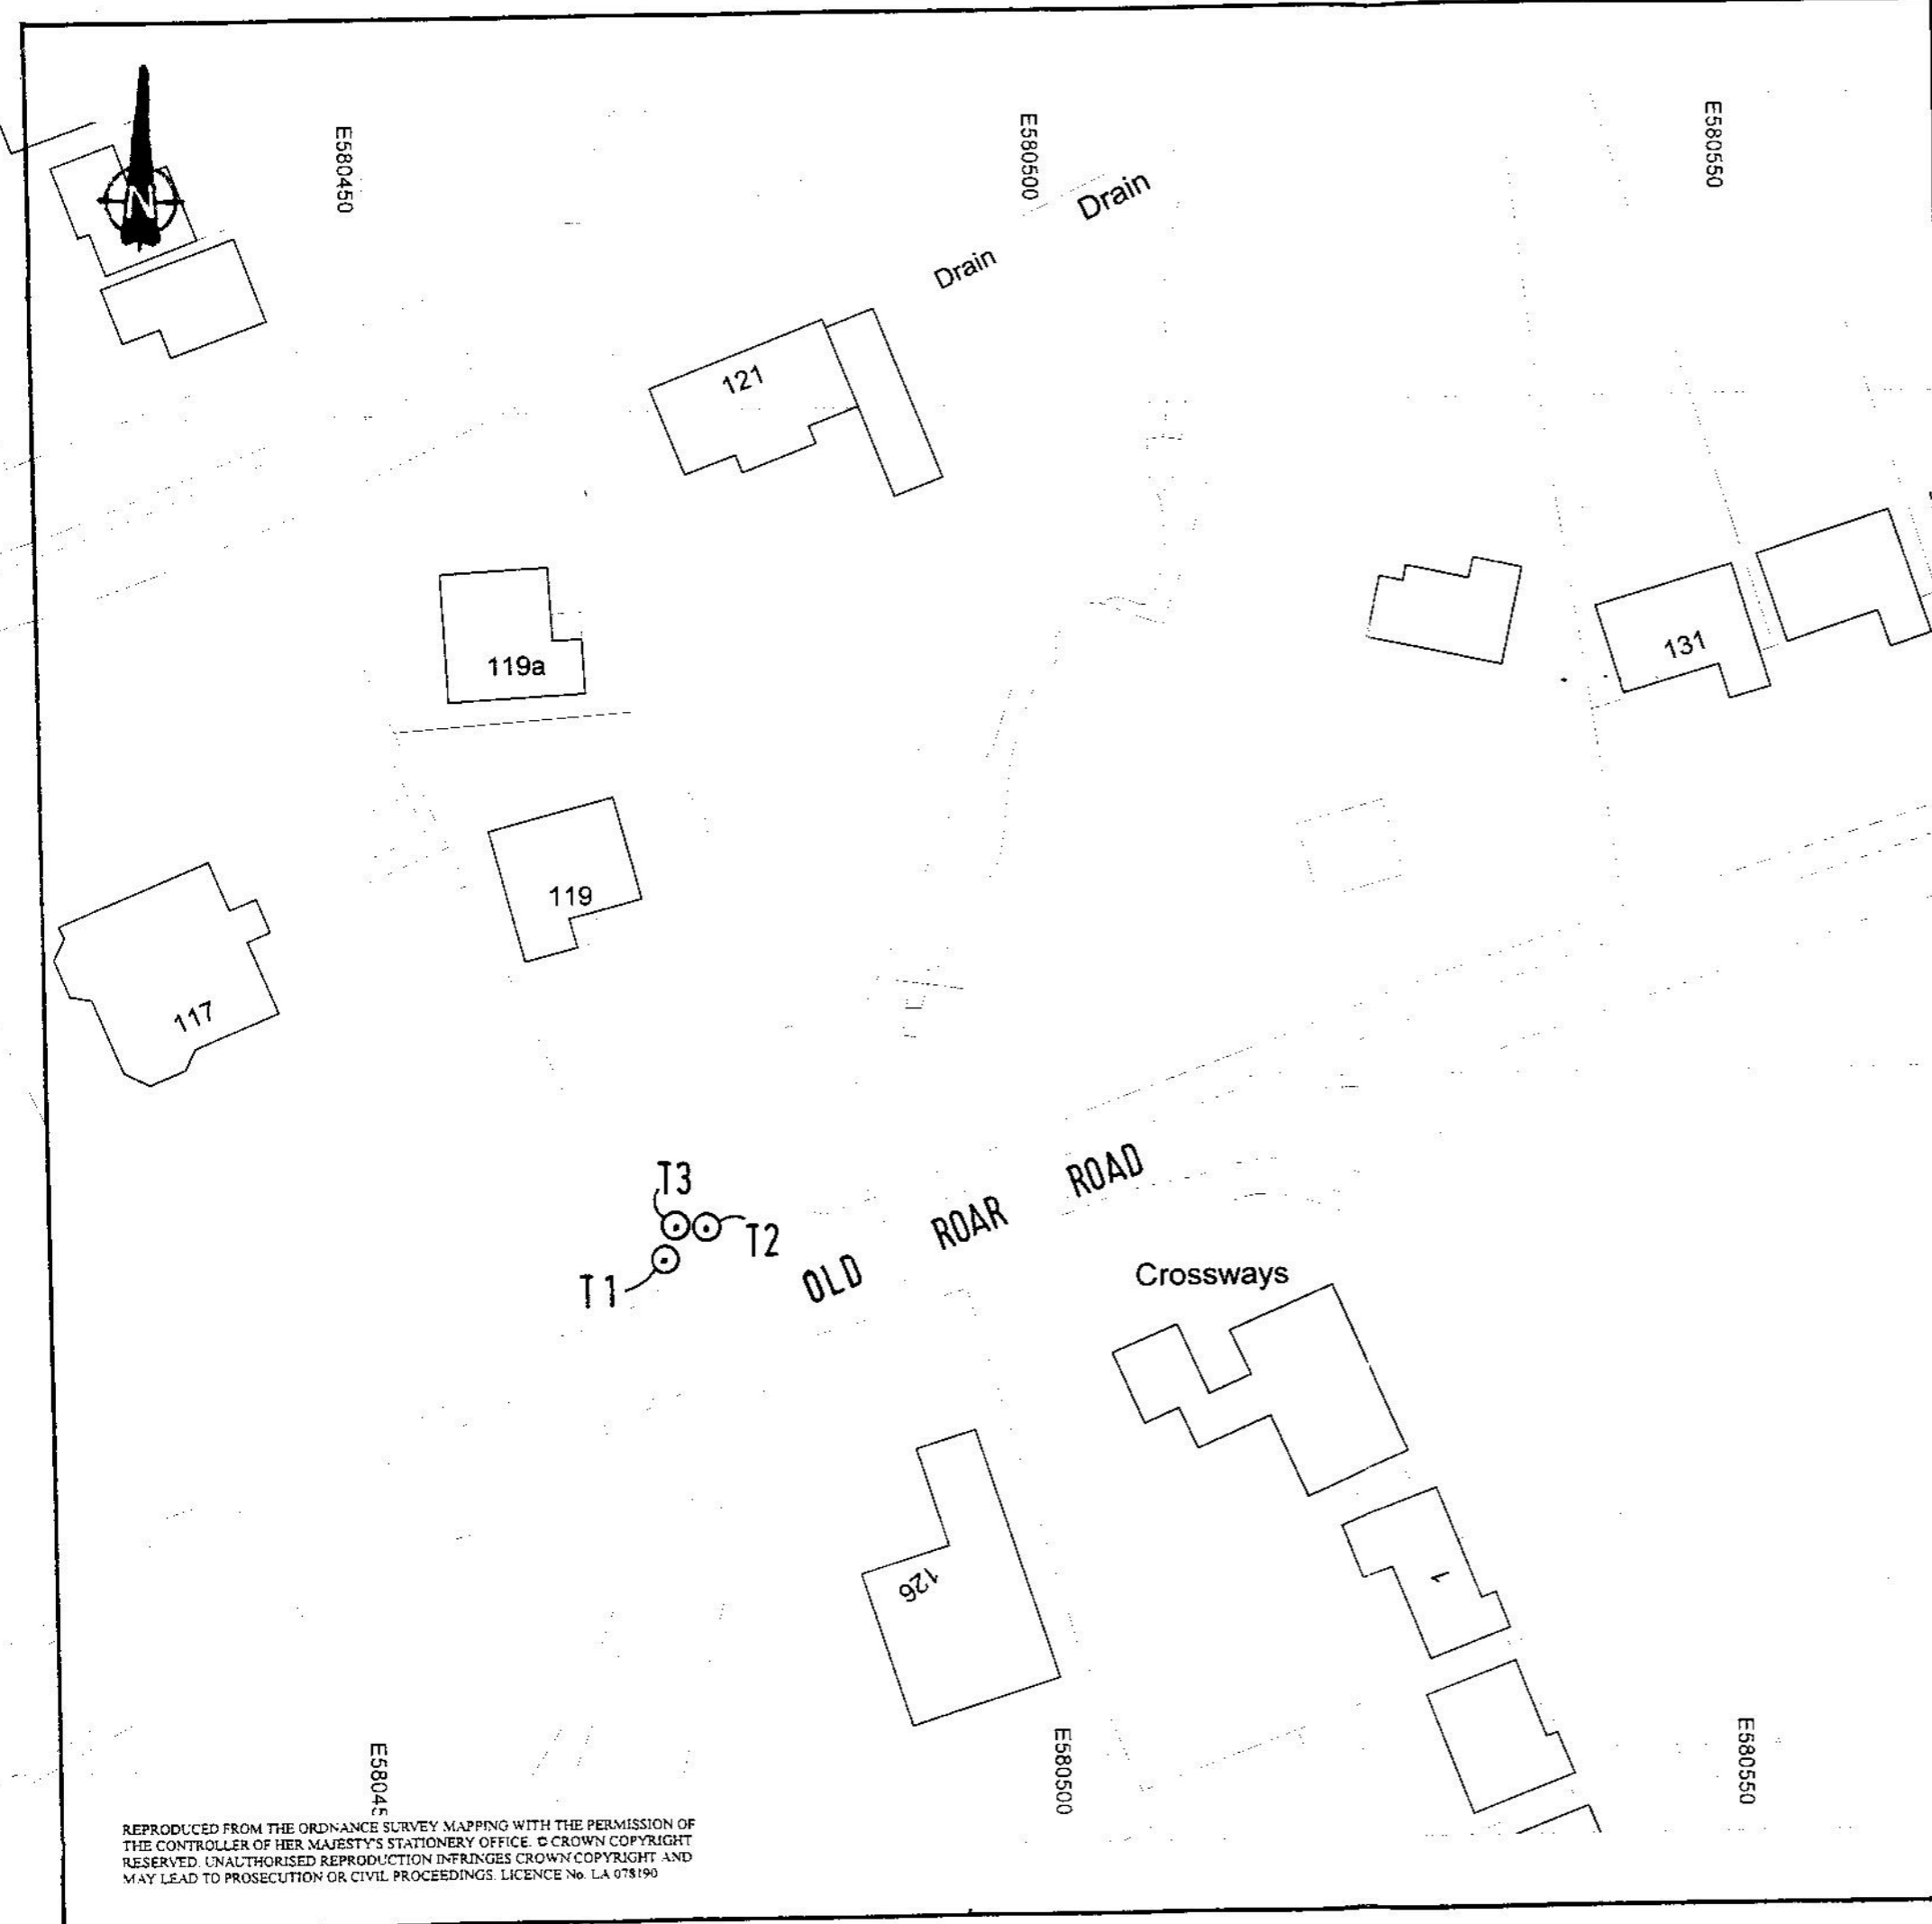 E580450
E580500
E580550
N
Drain
Drain
121
119a
131
119
117
T3
T2
T1
OLD ROAR ROAD
Crossways
126
1
E58045
E580500
E580550
REPRODUCED FROM THE ORDNANCE SURVEY MAPPING WITH THE PERMISSION OF
THE CONTROLLER OF HER MAJESTY'S STATIONERY OFFICE. © CROWN COPYRIGHT
RESERVED. UNAUTHORISED REPRODUCTION INFRINGES CROWN COPYRIGHT AND
MAY LEAD TO PROSECUTION OR CIVIL PROCEEDINGS. LICENCE No. LA 078190